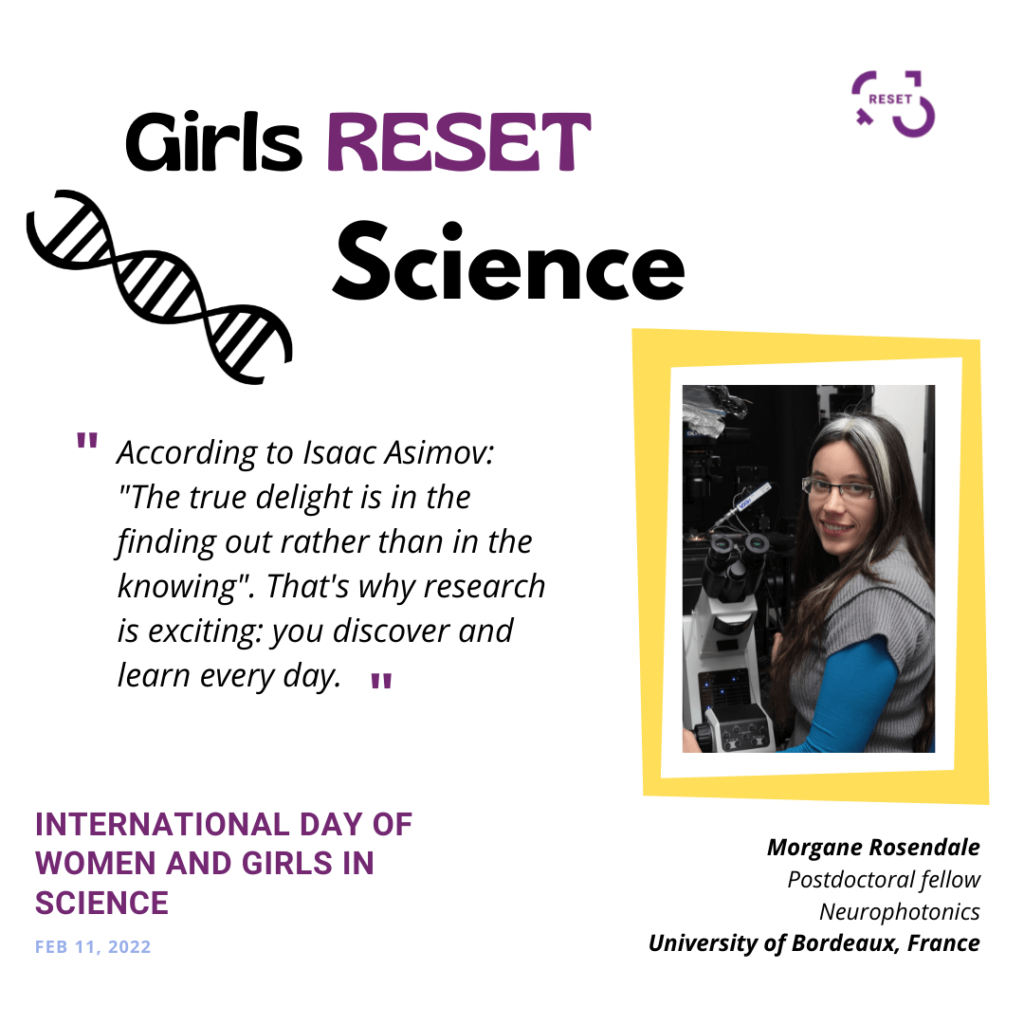 RESET
Girls RESET
Science
" According to Isaac Asimov:
"The true delight is in the
finding out rather than in the
knowing". That's why research
is exciting: you discover and
learn every day. "
INTERNATIONAL DAY OF
WOMEN AND GIRLS IN
SCIENCE
FEB 11, 2022
Morgane Rosendale
Postdoctoral fellow
Neurophotonics
University of Bordeaux, France